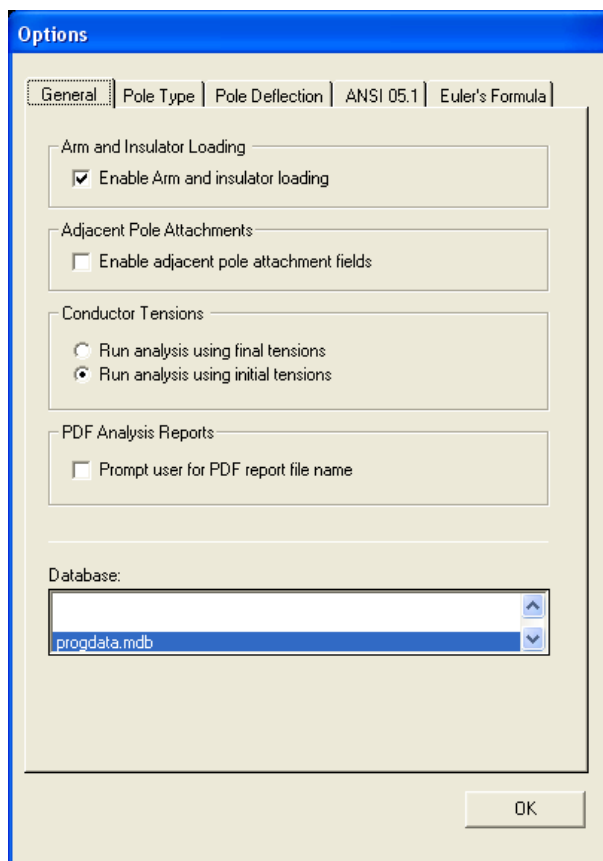 Options
General Pole Type Pole Deflection ANSI 05.1 Euler's Formula
Arm and Insulator Loading
Enable Arm and insulator loading
Adjacent Pole Attachments
Enable adjacent pole attachment fields
Conductor Tensions
Run analysis using final tensions
Run analysis using initial tensions
PDF Analysis Reports
Prompt user for PDF report file name
Database:
progdata.mdb
OK